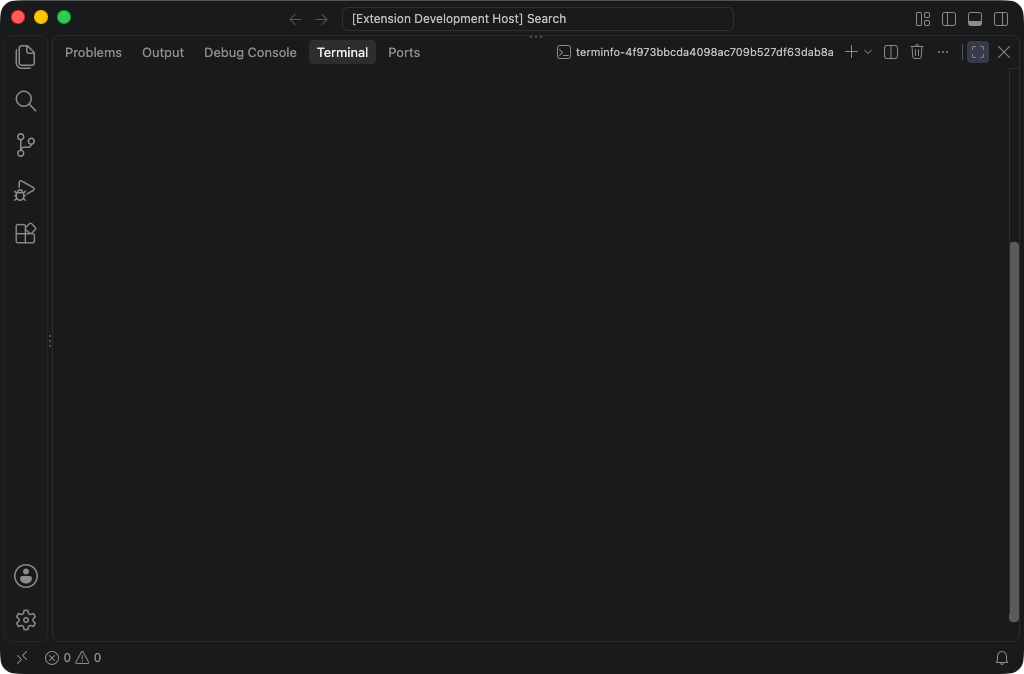 [Extension Development Host] Search
Problems Output Debug Console Terminal Ports terminfo-4f973bbcda4098ac709b527df63dab8a
0 0